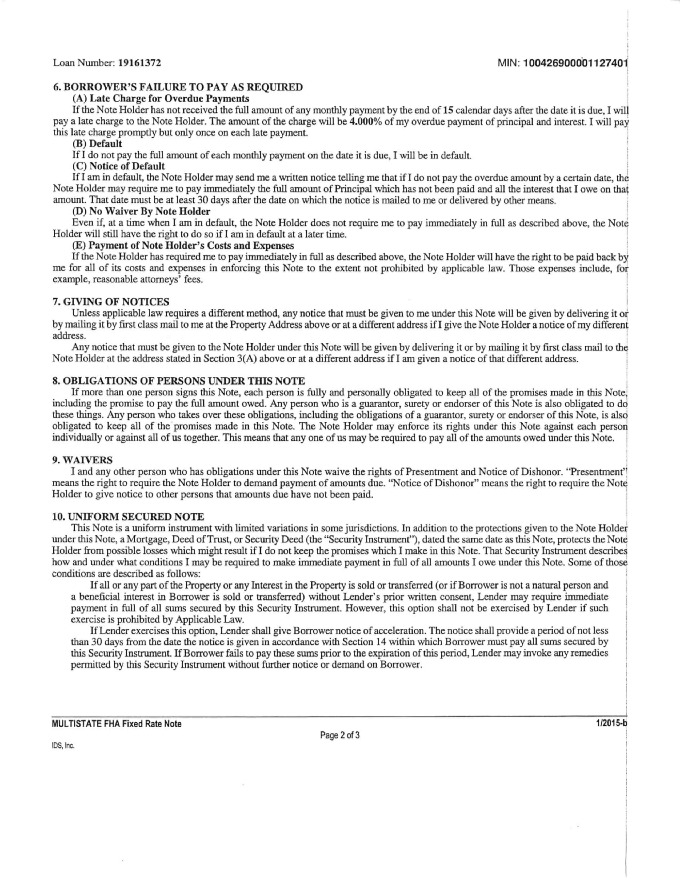 Loan Number: 19161372 MIN: 100426900001127401
6. BORROWER'S FAILURE TO PAY AS REQUIRED
(A) Late Charge for Overdue Payments
If the Note Holder has not received the full amount of any monthly payment by the end of 15 calendar days after the date it is due, I will
pay a late charge to the Note Holder. The amount of the charge will be 4.000% of my overdue payment of principal and interest. I will pay
this late charge promptly but only once on each late payment.
(B) Default
If I do not pay the full amount of each monthly payment on the date it is due, I will be in default.
(C) Notice of Default
If I am in default, the Note Holder may send me a written notice telling me that if I do not pay the overdue amount by a certain date, the
Note Holder may require me to pay immediately the full amount of Principal which has not been paid and all the interest that I owe on that
amount. That date must be at least 30 days after the date on which the notice is mailed to me or delivered by other means.
(D) No Waiver By Note Holder
Even if, at a time when I am in default, the Note Holder does not require me to pay immediately in full as described above, the Note
Holder will still have the right to do so if I am in default at a later time.
(E) Payment of Note Holder's Costs and Expenses
If the Note Holder has required me to pay immediately in full as described above, the Note Holder will have the right to be paid back by
me for all of its costs and expenses in enforcing this Note to the extent not prohibited by applicable law. Those expenses include, for
example, reasonable attorneys' fees.
7. GIVING OF NOTICES
Unless applicable law requires a different method, any notice that must be given to me under this Note will be given by delivering it or
by mailing it by first class mail to me at the Property Address above or at a different address if I give the Note Holder a notice of my different
address.
Any notice that must be given to the Note Holder under this Note will be given by delivering it or by mailing it by first class mail to the
Note Holder at the address stated in Section 3(A) above or at a different address if I am given a notice of that different address.
8. OBLIGATIONS OF PERSONS UNDER THIS NOTE
If more than one person signs this Note, each person is fully and personally obligated to keep all of the promises made in this Note,
including the promise to pay the full amount owed. Any person who is a guarantor, surety or endorser of this Note is also obligated to do
these things. Any person who takes over these obligations, including the obligations of a guarantor, surety or endorser of this Note, is also
obligated to keep all of the promises made in this Note. The Note Holder may enforce its rights under this Note against each person
individually or against all of us together. This means that any one of us may be required to pay all of the amounts owed under this Note.
9. WAIVERS
I and any other person who has obligations under this Note waive the rights of Presentment and Notice of Dishonor. "Presentment"
means the right to require the Note Holder to demand payment of amounts due. "Notice of Dishonor" means the right to require the Note
Holder to give notice to other persons that amounts due have not been paid.
10. UNIFORM SECURED NOTE
This Note is a uniform instrument with limited variations in some jurisdictions. In addition to the protections given to the Note Holder
under this Note, a Mortgage, Deed of Trust, or Security Deed (the "Security Instrument"), dated the same date as this Note, protects the Note
Holder from possible losses which might result if I do not keep the promises which I make in this Note. That Security Instrument describes
how and under what conditions I may be required to make immediate payment in full of all amounts I owe under this Note. Some of those
conditions are described as follows:
If all or any part of the Property or any Interest in the Property is sold or transferred (or if Borrower is not a natural person and
a beneficial interest in Borrower is sold or transferred) without Lender's prior written consent, Lender may require immediate
payment in full of all sums secured by this Security Instrument. However, this option shall not be exercised by Lender if such
exercise is prohibited by Applicable Law.
If Lender exercises this option, Lender shall give Borrower notice of acceleration. The notice shall provide a period of not less
than 30 days from the date the notice is given in accordance with Section 14 within which Borrower must pay all sums secured by
this Security Instrument. If Borrower fails to pay these sums prior to the expiration of this period, Lender may invoke any remedies
permitted by this Security Instrument without further notice or demand on Borrower.
MULTISTATE FHA Fixed Rate Note 1/2015-b
Page 2 of 3
IDS, Inc.